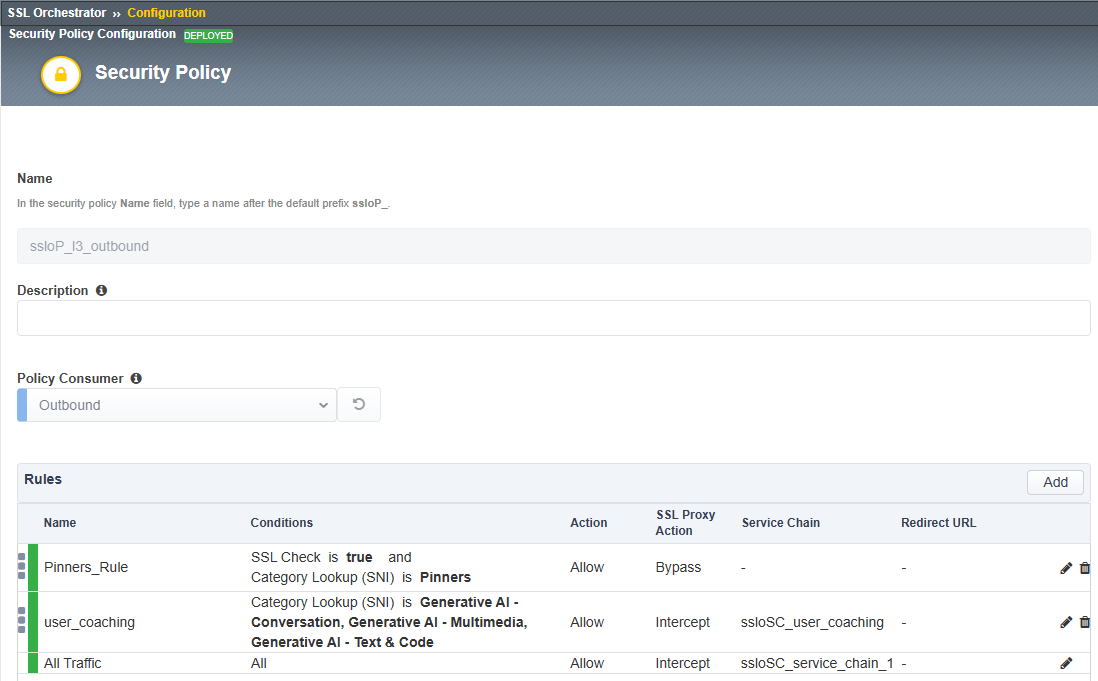 SSL Orchestrator ›› Configuration
Security Policy Configuration DEPLOYED
Security Policy
Name
In the security policy Name field, type a name after the default prefix ssloP_.
ssloP_l3_outbound
Description
Policy Consumer
Outbound
Rules
Add
Name Conditions Action SSL Proxy Action Service Chain Redirect URL
Pinners_Rule SSL Check is true and Allow Bypass - -
Category Lookup (SNI) is Pinners
user_coaching Category Lookup (SNI) is Generative AI - Allow Intercept ssloSC_user_coaching -
Conversation, Generative AI - Multimedia,
Generative AI - Text & Code
All Traffic All Allow Intercept ssloSC_service_chain_1 -